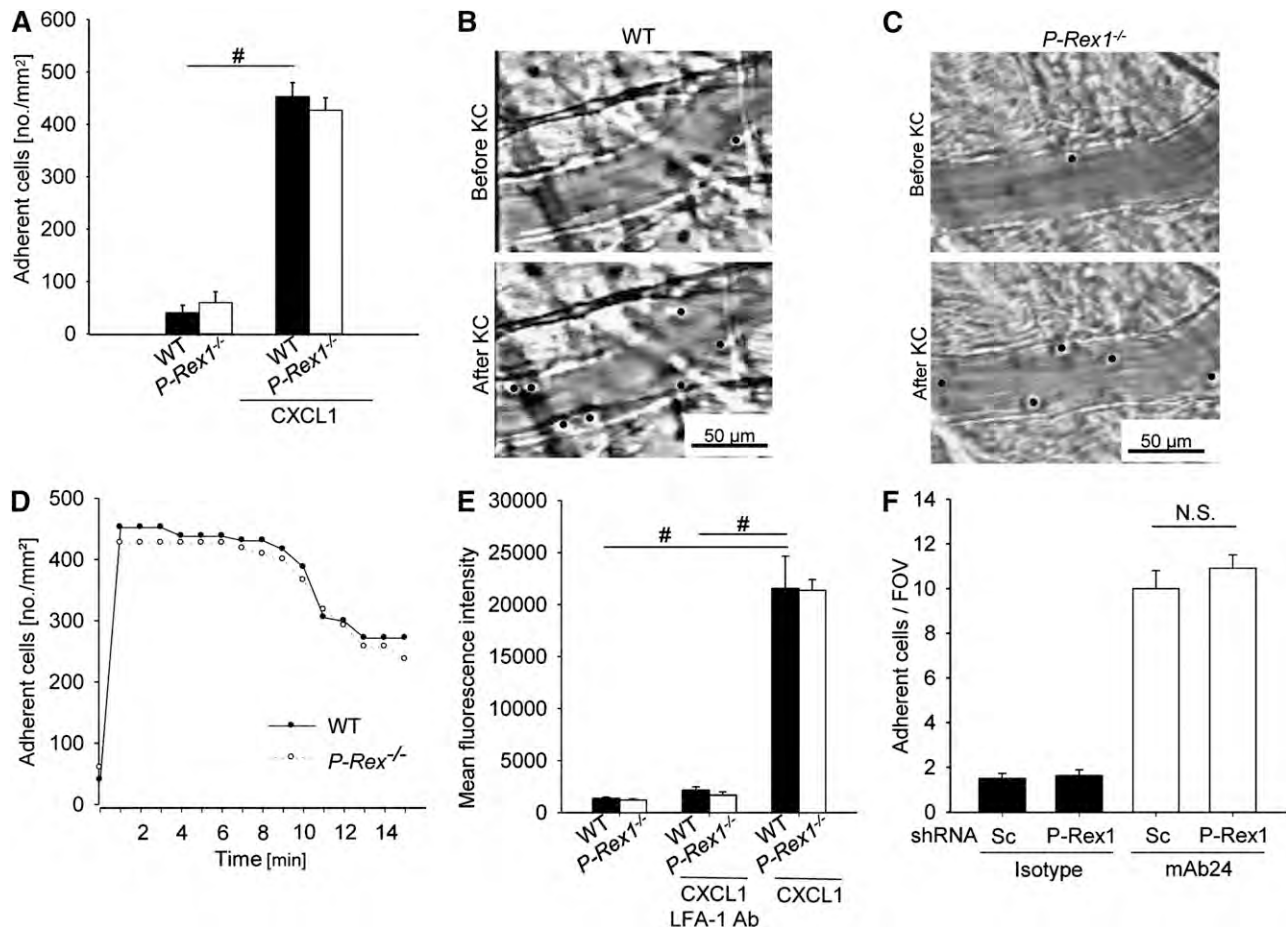 A
Adherent cells [no./mm²]
600
500
400
300
200
100
0
#
WT
P-Rex1-/-
WT
P-Rex1-/-
CXCL1
B
WT
Before KC
After KC
50 µm
C
P-Rex1-/-
Before KC
After KC
50 µm
D
Adherent cells [no./mm²]
500
400
300
200
100
0
2 4 6 8 10 12 14
Time [min]
WT
P-Rex-/-
E
Mean fluorescence intensity
30000
25000
20000
15000
10000
5000
0
#
#
WT
P-Rex1-/-
WT
P-Rex1-/-
WT
P-Rex1-/-
CXCL1
LFA-1 Ab
CXCL1
F
Adherent cells / FOV
14
12
10
8
6
4
2
0
N.S.
shRNA Sc P-Rex1 Sc P-Rex1
Isotype mAb24